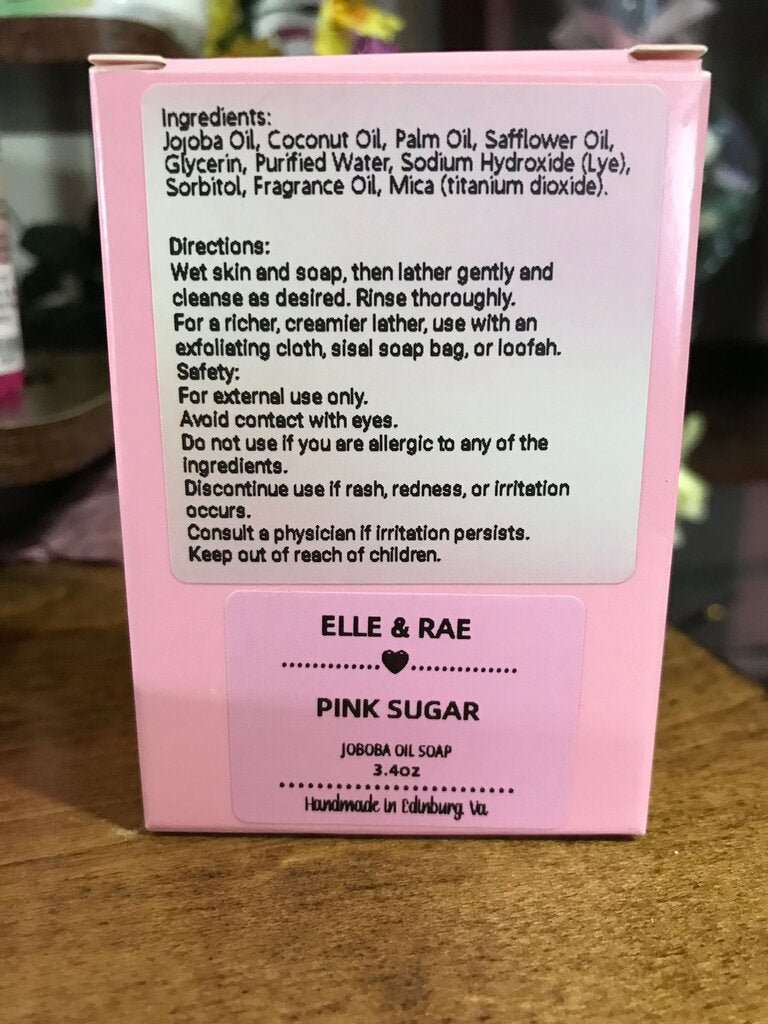 Ingredients:
Jojoba Oil, Coconut Oil, Palm Oil, Safflower Oil,
Glycerin, Purified Water, Sodium Hydroxide (Lye),
Sorbitol, Fragrance Oil, Mica (titanium dioxide).
Directions:
Wet skin and soap, then lather gently and
cleanse as desired. Rinse thoroughly.
For a richer, creamier lather, use with an
exfoliating cloth, sisal soap bag, or loofah.
Safety:
For external use only.
Avoid contact with eyes.
Do not use if you are allergic to any of the
ingredients.
Discontinue use if rash, redness, or irritation
occurs.
Consult a physician if irritation persists.
Keep out of reach of children.
ELLE & RAE
PINK SUGAR
JOBOBA OIL SOAP
3.4oz
Handmade in Edinburg, Va